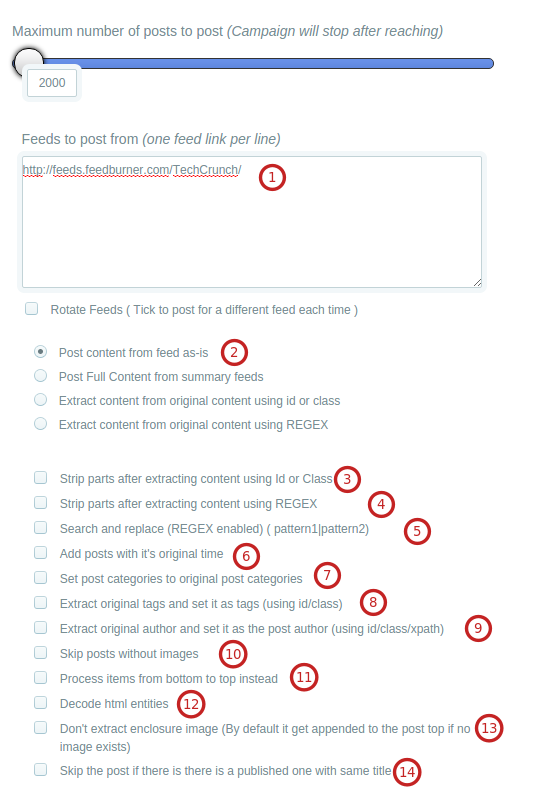 Maximum number of posts to post (Campaign will stop after reaching)
2000
Feeds to post from (one feed link per line)
http://feeds.feedburner.com/TechCrunch/ 1
Rotate Feeds ( Tick to post for a different feed each time )
Post content from feed as-is 2
Post Full Content from summary feeds
Extract content from original content using id or class
Extract content from original content using REGEX
Strip parts after extracting content using Id or Class 3
Strip parts after extracting content using REGEX 4
Search and replace (REGEX enabled) ( pattern1|pattern2) 5
Add posts with it's original time 6
Set post categories to original post categories 7
Extract original tags and set it as tags (using id/class) 8
Extract original author and set it as the post author (using id/class/xpath) 9
Skip posts without images 10
Process items from bottom to top instead 11
Decode html entities 12
Don't extract enclosure image (By default it get appended to the post top if no 13
image exists)
Skip the post if there is there is a published one with same title 14